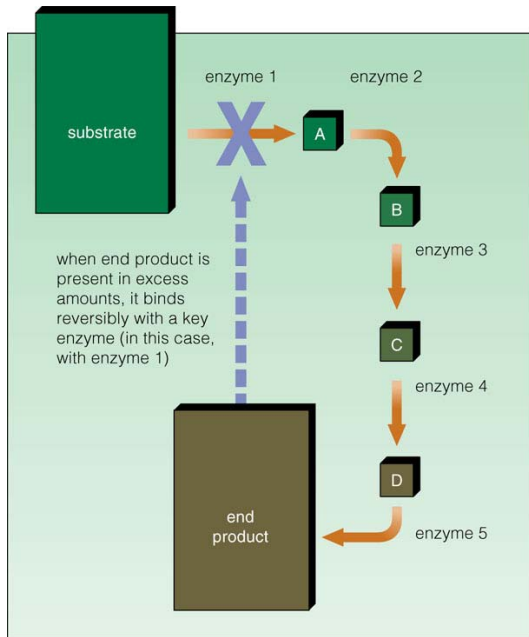 enzyme 1
enzyme 2
substrate
A
B
enzyme 3
when end product is
present in excess
amounts, it binds
reversibly with a key
enzyme (in this case,
with enzyme 1)
C
enzyme 4
D
end
product
enzyme 5